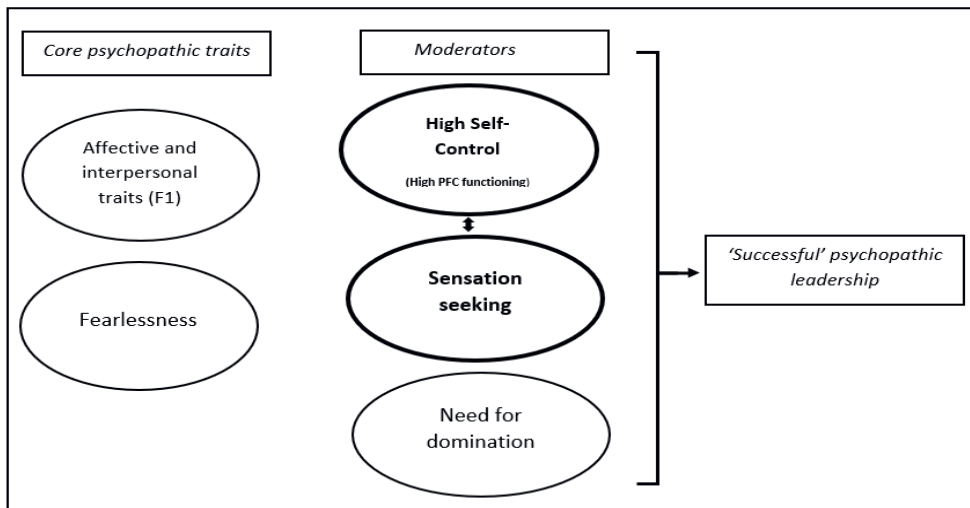 Core psychopathic traits
Affective and
interpersonal
traits (F1)
Fearlessness
Moderators
High Self-
Control
(High PFC functioning)
Sensation
seeking
Need for
domination
‘Successful’ psychopathic
leadership